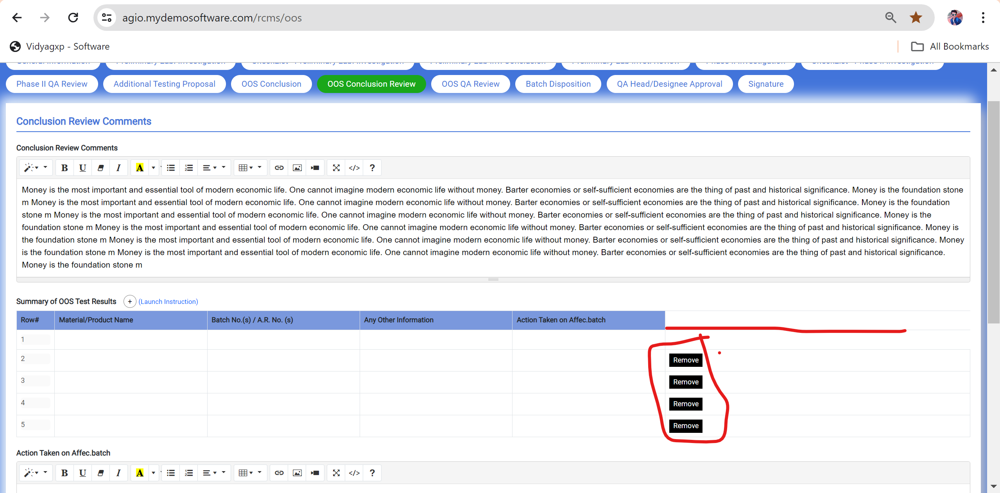 agio.mydemosoftware.com/rcms/oos
Vidyagxp - Software
All Bookmarks
Phase II QA Review
Additional Testing Proposal
OOS Conclusion
OOS Conclusion Review
OOS QA Review
Batch Disposition
QA Head/Designee Approval
Signature
Conclusion Review Comments
Conclusion Review Comments
B U I A </> ?
Money is the most important and essential tool of modern economic life. One cannot imagine modern economic life without money. Barter economies or self-sufficient economies are the thing of past and historical significance. Money is the foundation stone
m Money is the most important and essential tool of modern economic life. One cannot imagine modern economic life without money. Barter economies or self-sufficient economies are the thing of past and historical significance. Money is the foundation
stone m Money is the most important and essential tool of modern economic life. One cannot imagine modern economic life without money. Barter economies or self-sufficient economies are the thing of past and historical significance. Money is the
foundation stone m Money is the most important and essential tool of modern economic life. One cannot imagine modern economic life without money. Barter economies or self-sufficient economies are the thing of past and historical significance. Money is
the foundation stone m Money is the most important and essential tool of modern economic life. One cannot imagine modern economic life without money. Barter economies or self-sufficient economies are the thing of past and historical significance. Money
is the foundation stone m Money is the most important and essential tool of modern economic life. One cannot imagine modern economic life without money. Barter economies or self-sufficient economies are the thing of past and historical significance.
Money is the foundation stone m
Summary of OOS Test Results + (Launch Instruction)
Row# Material/Product Name Batch No.(s) / A.R. No. (s) Any Other Information Action Taken on Affec.batch
1
2 Remove
3 Remove
4 Remove
5 Remove
Action Taken on Affec.batch
B U I A </> ?